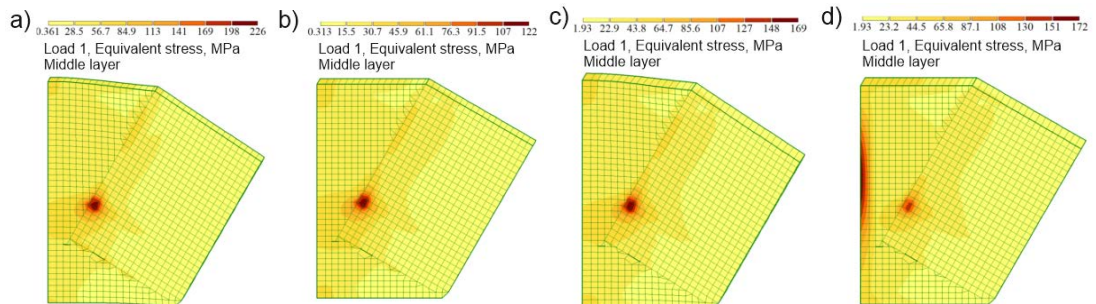 a)
0.361 28.5 56.7 84.9 113 141 169 198 226
Load 1, Equivalent stress, MPa
Middle layer
b)
0.313 15.5 30.7 45.9 61.1 76.3 91.5 107 122
Load 1, Equivalent stress, MPa
Middle layer
c)
1.93 22.9 43.8 64.7 85.6 107 127 148 169
Load 1, Equivalent stress, MPa
Middle layer
d)
1.93 23.2 44.5 65.8 87.1 108 130 151 172
Load 1, Equivalent stress, MPa
Middle layer